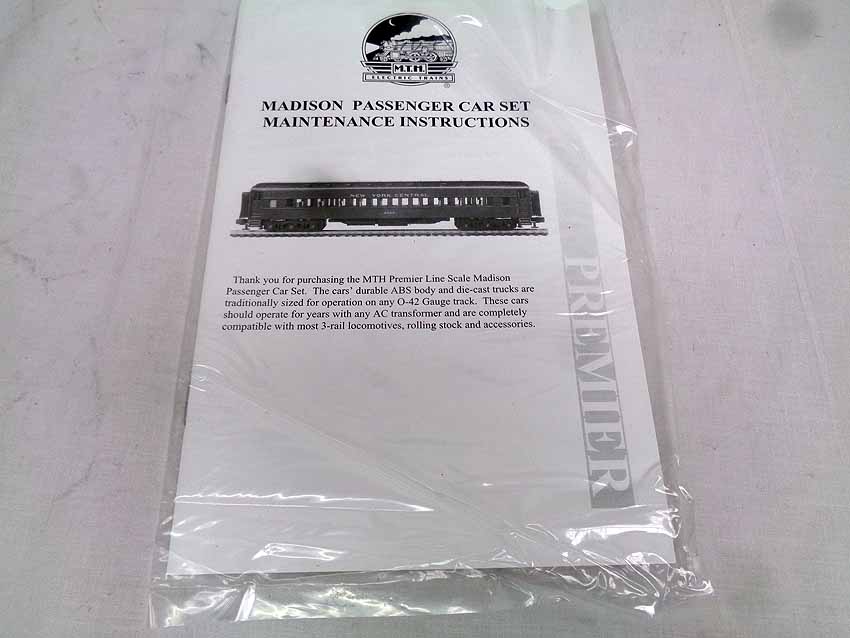 M.T.H.
ELECTRIC TRAINS
®
MADISON PASSENGER CAR SET
MAINTENANCE INSTRUCTIONS
NEW YORK CENTRAL
Thank you for purchasing the MTH Premier Line Scale Madison
Passenger Car Set. The cars' durable ABS body and die-cast trucks are
traditionally sized for operation on any O-42 Gauge track. These cars
should operate for years with any AC transformer and are completely
compatible with most 3-rail locomotives, rolling stock and accessories.
PREMIER